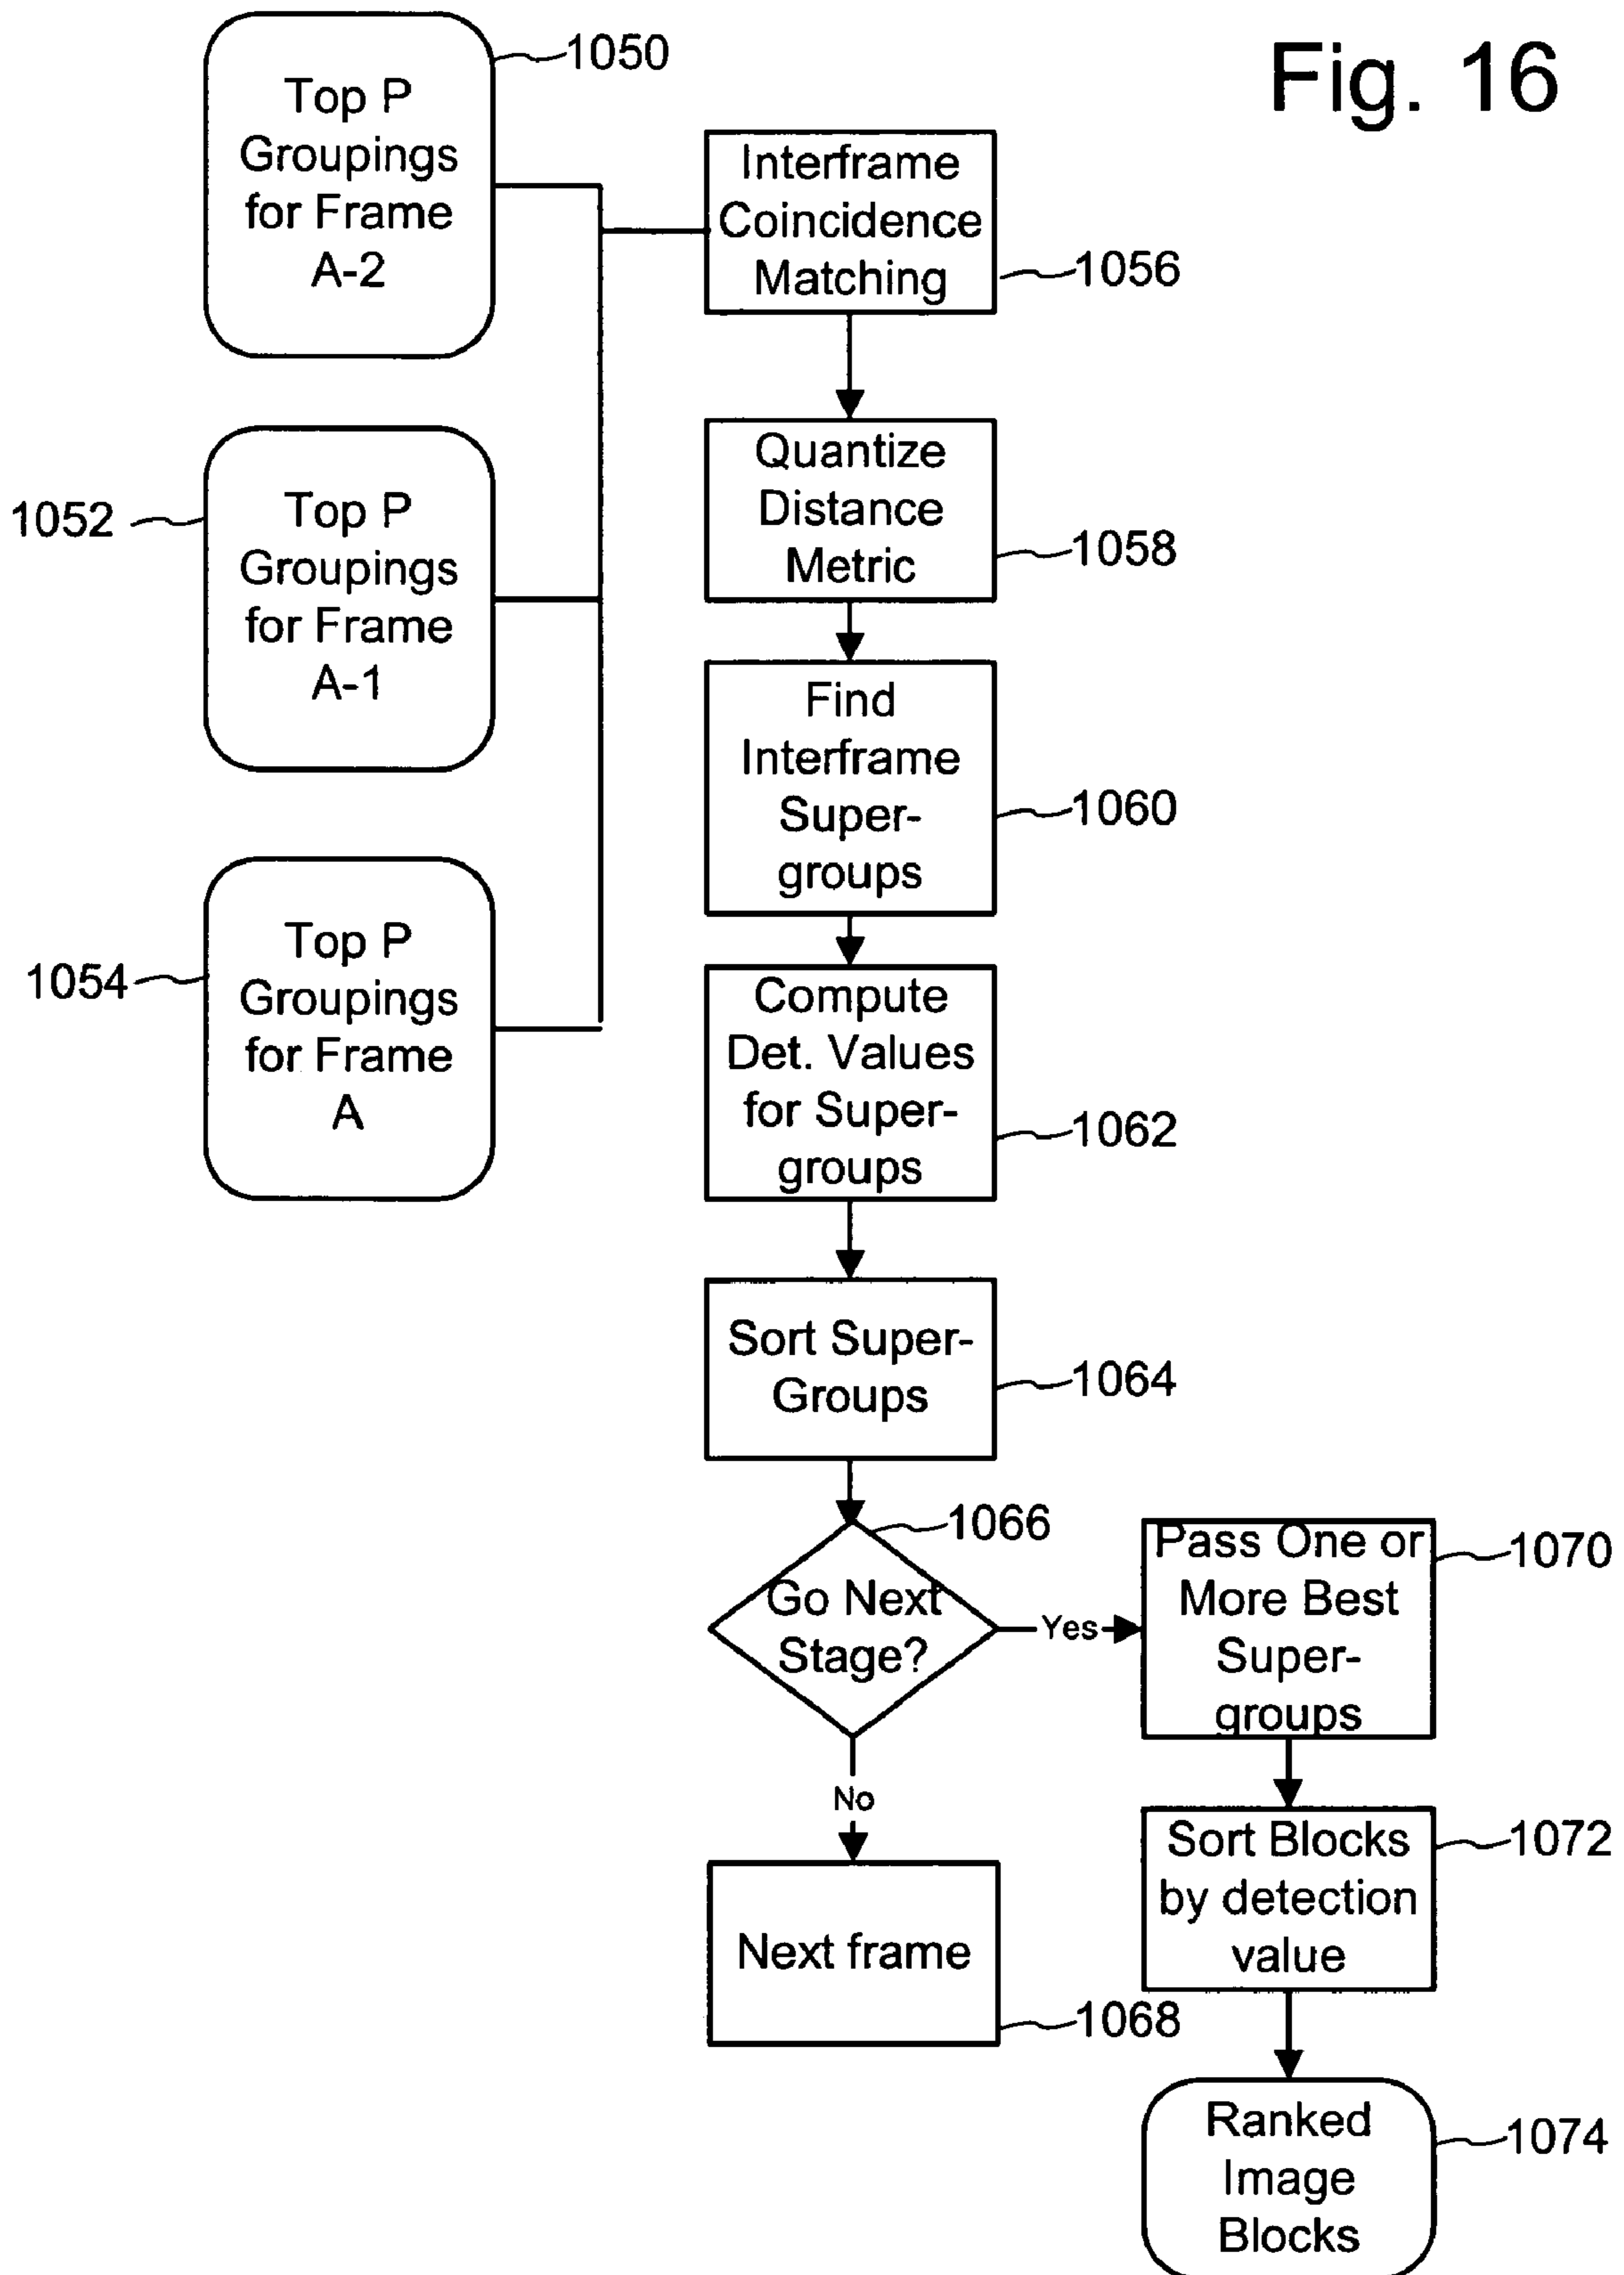 Fig. 16
Top P
Groupings
for Frame
A-2
1050
Interframe
Coincidence
Matching
1056
Top P
Groupings
for Frame
A-1
1052
Quantize
Distance
Metric
1058
Find
Interframe
Super-
groups
1060
Top P
Groupings
for Frame
A
1054
Compute
Det. Values
for Super-
groups
1062
Sort Super-
Groups
1064
Go Next
Stage?
1066
Yes
No
Pass One or
More Best
Super-
groups
1070
Next frame
1068
Sort Blocks
by detection
value
1072
Ranked
Image
Blocks
1074